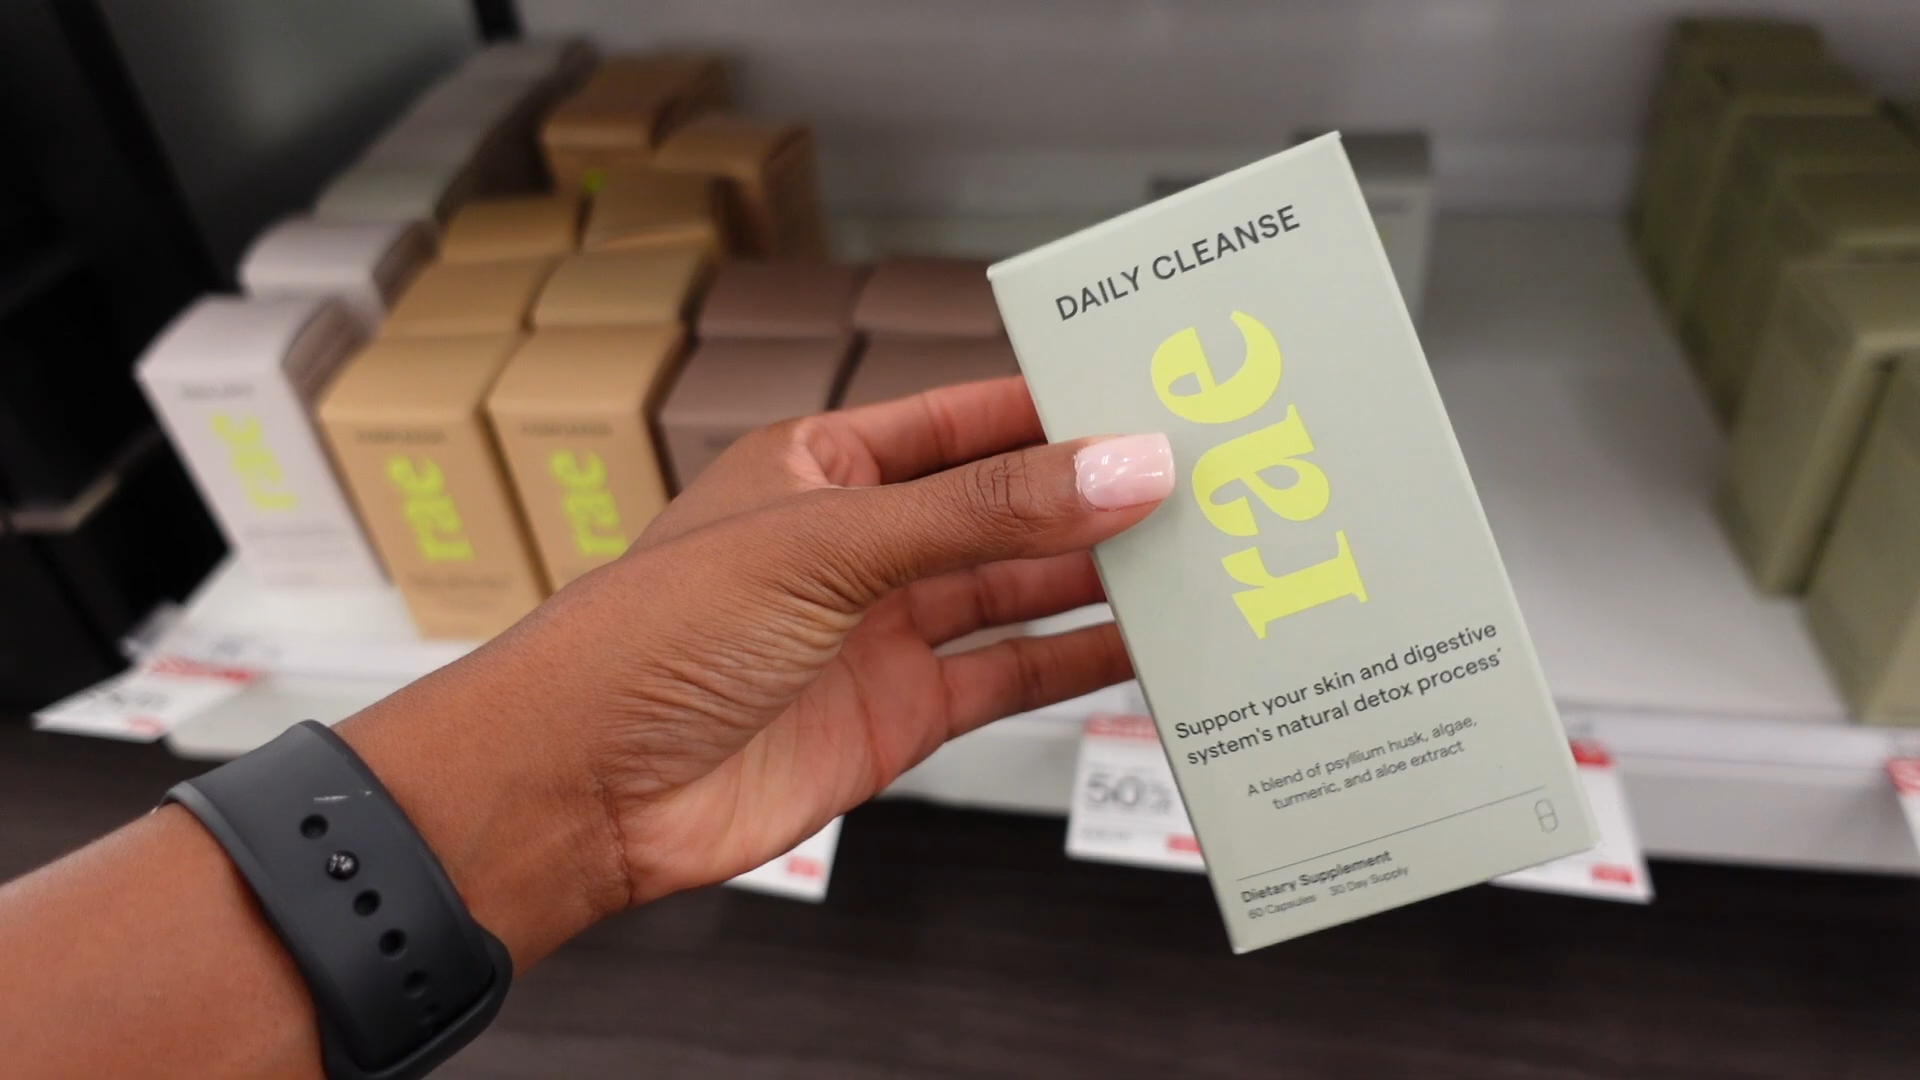 DAILY CLEANSE
rae
Support your skin and digestive
system's natural detox process*
A blend of psyllium husk, algae,
turmeric, and aloe extract
Dietary Supplement
60 Capsules 30 Day Supply
rae
rae
rae
50%